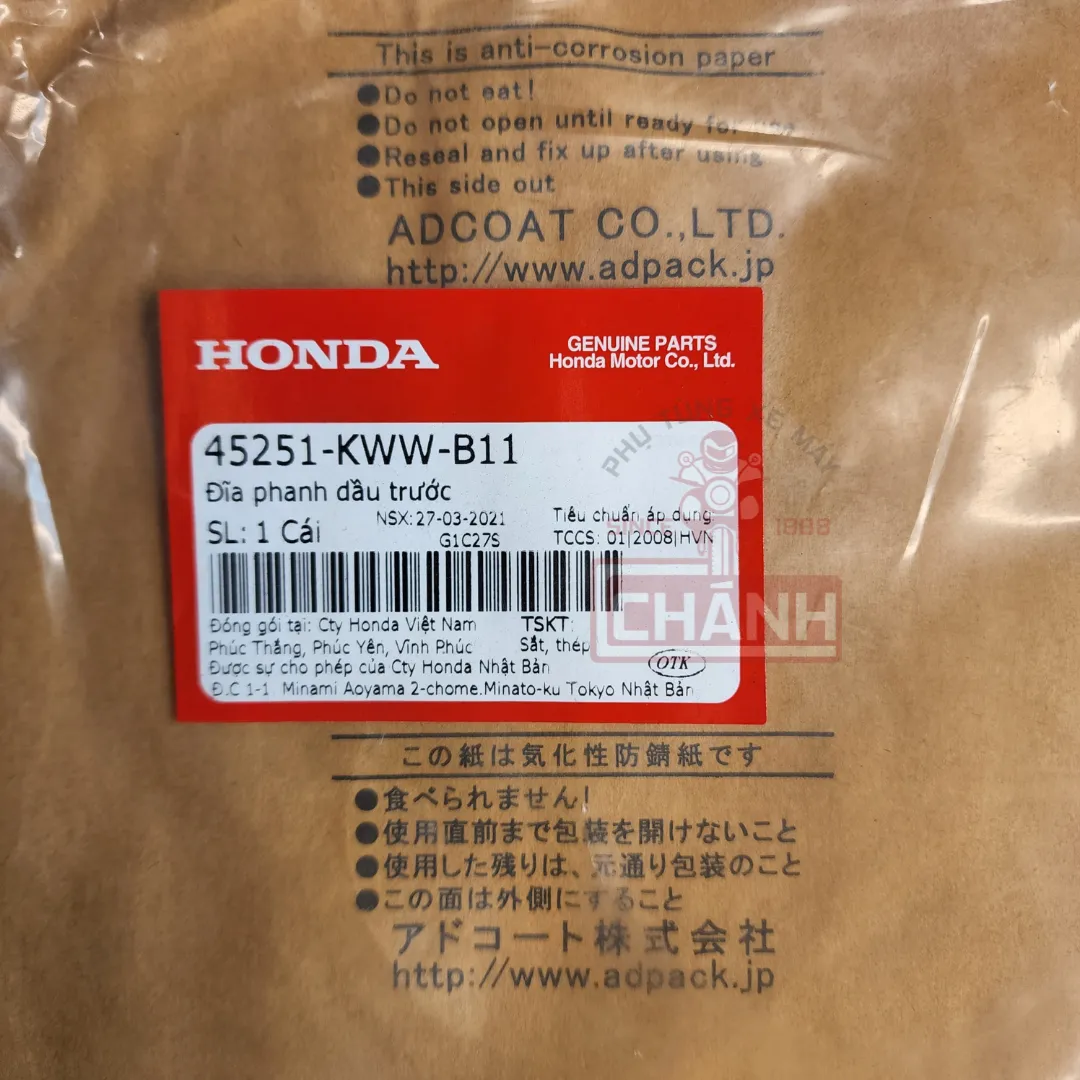 This is anti-corrosion paper
●Do not eat!
●Do not open until ready for use
●Reseal and fix up after using
●This side out
ADCOAT CO.,LTD.
http://www.adpack.jp
HONDA
GENUINE PARTS
Honda Motor Co., Ltd.
45251-KWW-B11
Đĩa phanh dầu trước
SL: 1 Cái
NSX: 27-03-2021
G1C27S
Tiêu chuẩn áp dụng
TCCS: 01|2008|HVN
PHỤ TÙNG XE MÁY
SINCE 1888
CHÁNH
Đóng gói tại: Cty Honda Việt Nam
Phúc Thắng, Phúc Yên, Vĩnh Phúc
TSKT:
Sắt, thép
Được sự cho phép của Cty Honda Nhật Bản
OTK
Đ.C 1-1 Minami Aoyama 2-chome.Minato-ku Tokyo Nhật Bản
この紙は気化性防錆紙です
●食べられません!
●使用直前まで包装を開けないこと
●使用した残りは、元通り包装のこと
●この面は外側にすること
アドコート株式会社
http://www.adpack.jp